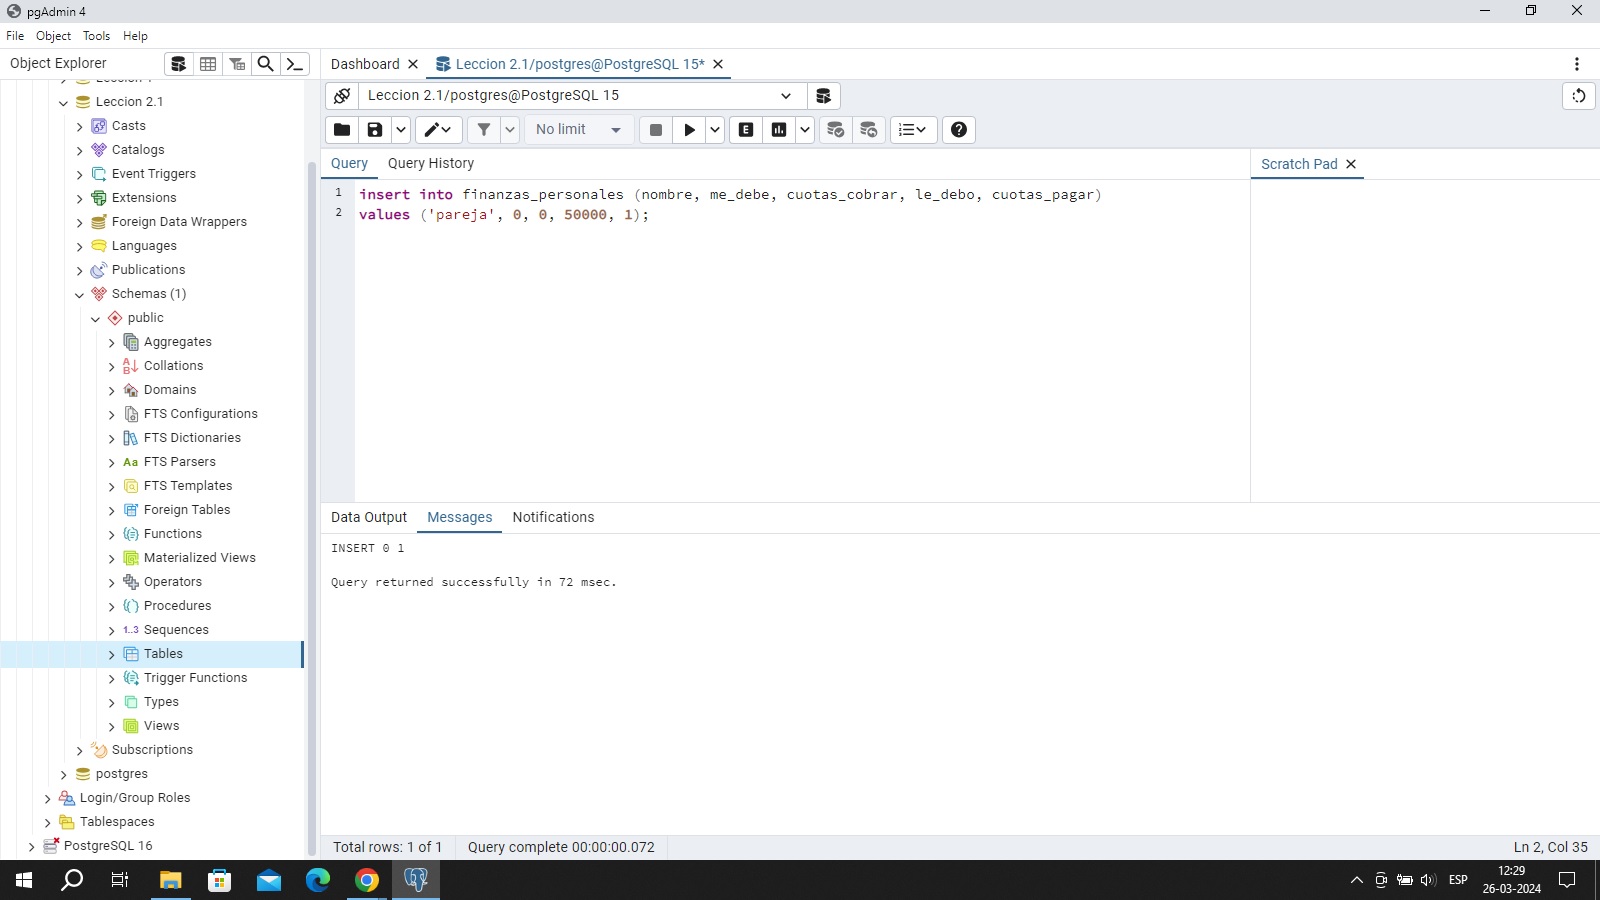 pgAdmin 4
File Object Tools Help
Object Explorer
Dashboard
Leccion 2.1/postgres@PostgreSQL 15*
Leccion 2.1
Casts
Catalogs
Event Triggers
Extensions
Foreign Data Wrappers
Languages
Publications
Schemas (1)
public
Aggregates
Collations
Domains
FTS Configurations
FTS Dictionaries
Aa FTS Parsers
FTS Templates
Foreign Tables
Functions
Materialized Views
Operators
Procedures
1..3 Sequences
Tables
Trigger Functions
Types
Views
Subscriptions
postgres
Login/Group Roles
Tablespaces
PostgreSQL 16
Leccion 2.1/postgres@PostgreSQL 15
No limit
E
Query Query History
Scratch Pad
1 insert into finanzas_personales (nombre, me_debe, cuotas_cobrar, le_debo, cuotas_pagar)
2 values ('pareja', 0, 0, 50000, 1);
Data Output Messages Notifications
INSERT 0 1
Query returned successfully in 72 msec.
Total rows: 1 of 1 Query complete 00:00:00.072 Ln 2, Col 35
ESP
12:29
26-03-2024